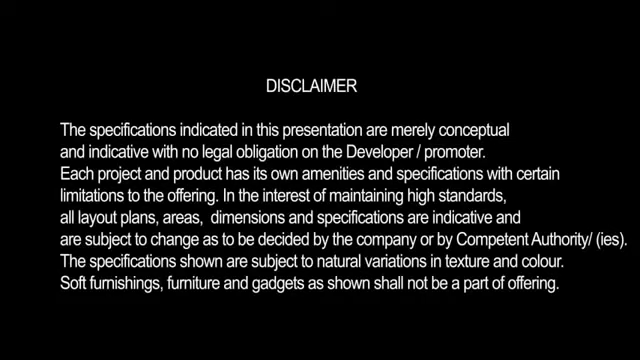 DISCLAIMER
The specifications indicated in this presentation are merely conceptual
and indicative with no legal obligation on the Developer / promoter.
Each project and product has its own amenities and specifications with certain
limitations to the offering. In the interest of maintaining high standards,
all layout plans, areas, dimensions and specifications are indicative and
are subject to change as to be decided by the company or by Competent Authority/ (ies).
The specifications shown are subject to natural variations in texture and colour.
Soft furnishings, furniture and gadgets as shown shall not be a part of offering.